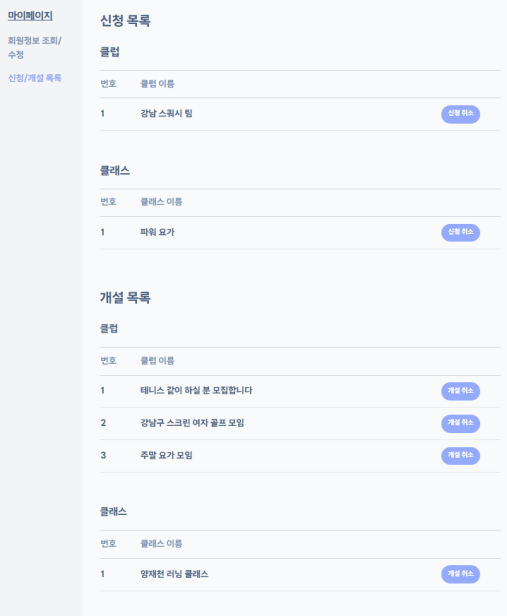 마이페이지
회원정보 조회/
수정
신청/개설 목록
신청 목록
클럽
번호 클럽 이름
1 강남 스쿼시 팀 신청 취소
클래스
번호 클래스 이름
1 파워 요가 신청 취소
개설 목록
클럽
번호 클럽 이름
1 테니스 같이 하실 분 모집합니다 개설 취소
2 강남구 스크린 여자 골프 모임 개설 취소
3 주말 요가 모임 개설 취소
클래스
번호 클래스 이름
1 양재천 러닝 클래스 개설 취소